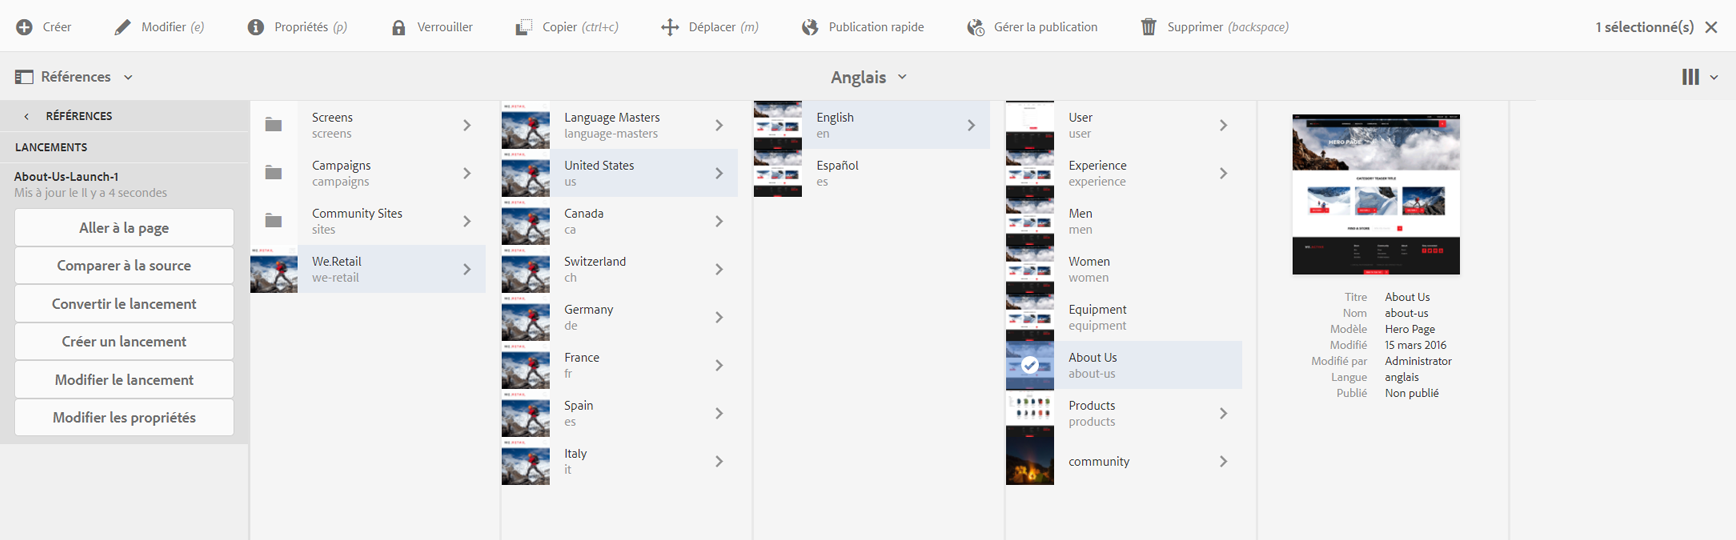 Créer Modifier (e) Propriétés (p) Verrouiller Copier (ctrl+c) Déplacer (m) Publication rapide Gérer la publication Supprimer (backspace) 1 sélectionné(s)
Références Anglais
RÉFÉRENCES
LANCEMENTS
About-Us-Launch-1
Mis à jour le Il y a 4 secondes
Aller à la page
Comparer à la source
Convertir le lancement
Créer un lancement
Modifier le lancement
Modifier les propriétés
Screens
screens
Campaigns
campaigns
Community Sites
sites
We.Retail
we-retail
Language Masters
language-masters
United States
us
Canada
ca
Switzerland
ch
Germany
de
France
fr
Spain
es
Italy
it
English
en
Español
es
User
user
Experience
experience
Men
men
Women
women
Equipment
equipment
About Us
about-us
Products
products
community
HERO PAGE
CATEGORY TEASER TITLE
Titre About Us
Nom about-us
Modèle Hero Page
Modifié 15 mars 2016
Modifié par Administrator
Langue anglais
Publié Non publié